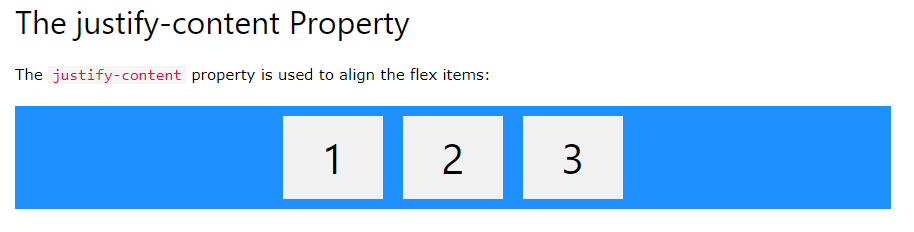 The justify-content Property
The justify-content property is used to align the flex items:
1 2 3